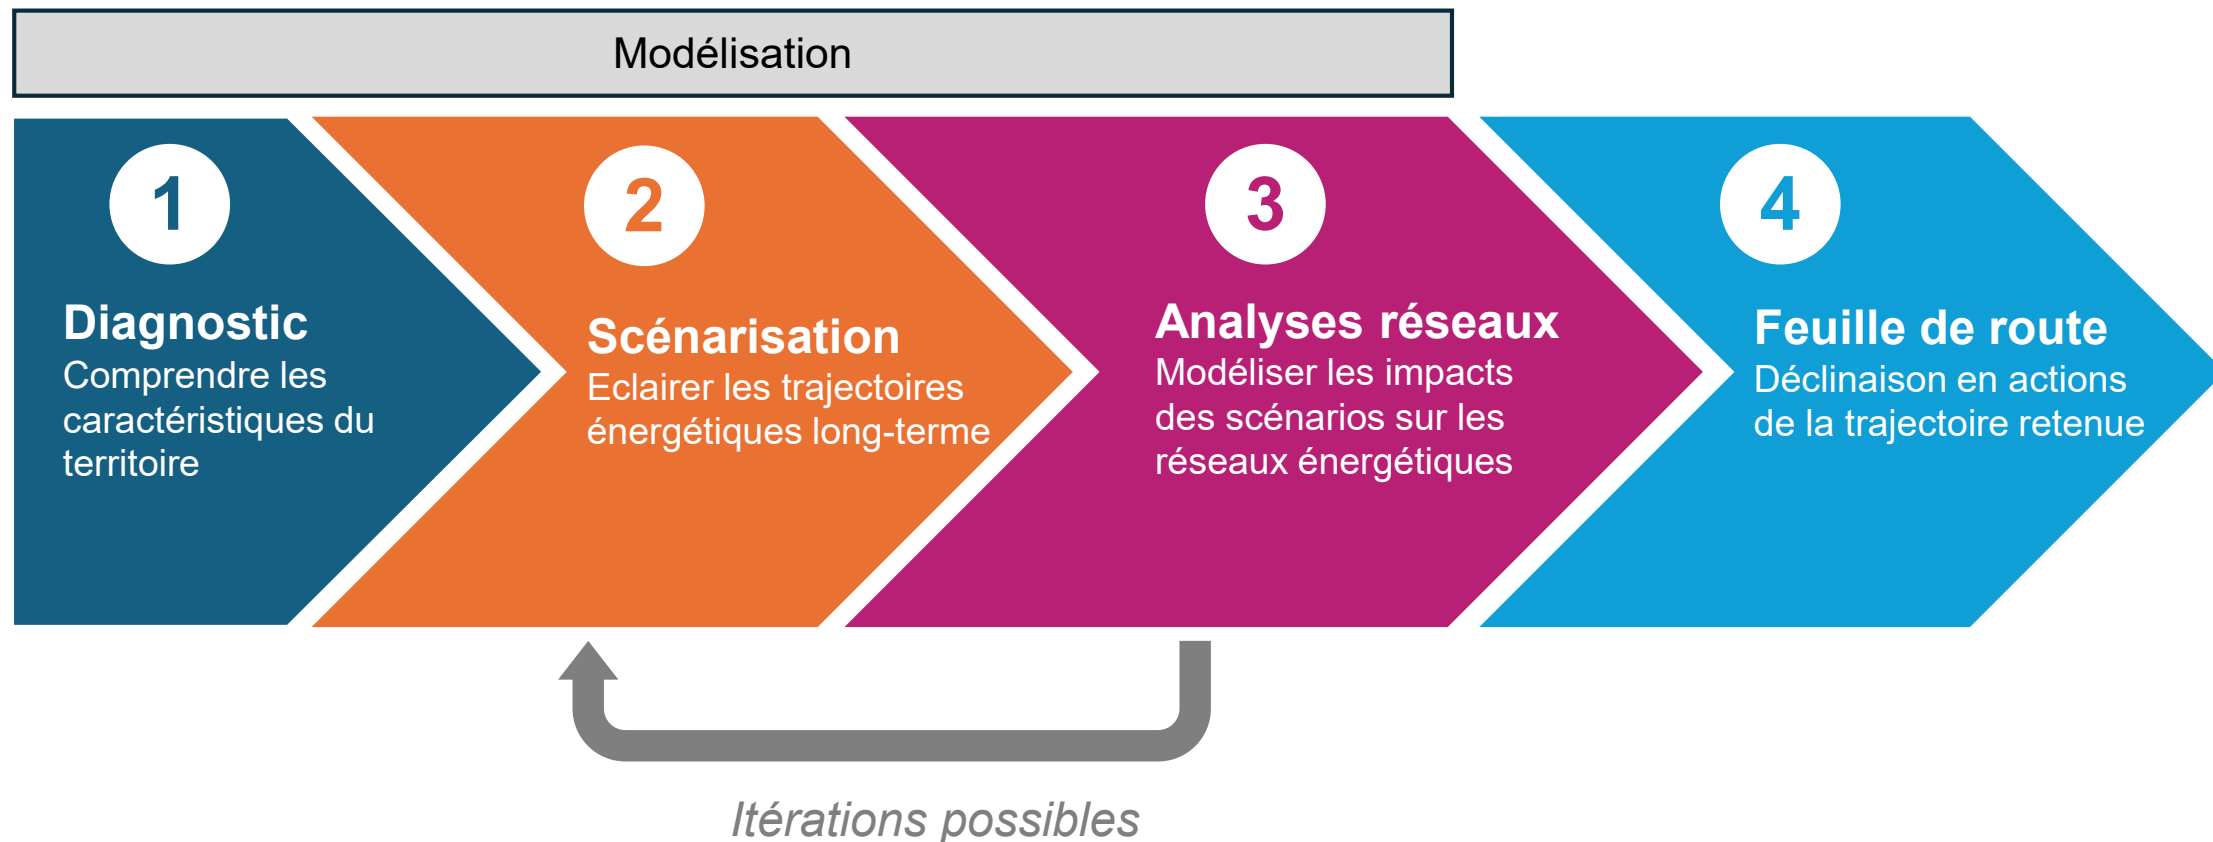 Modélisation
1
Diagnostic
Comprendre les
caractéristiques du
territoire
2
Scénarisation
Eclairer les trajectoires
énergétiques long-terme
3
Analyses réseaux
Modéliser les impacts
des scénarios sur les
réseaux énergétiques
4
Feuille de route
Déclinaison en actions
de la trajectoire retenue
Itérations possibles